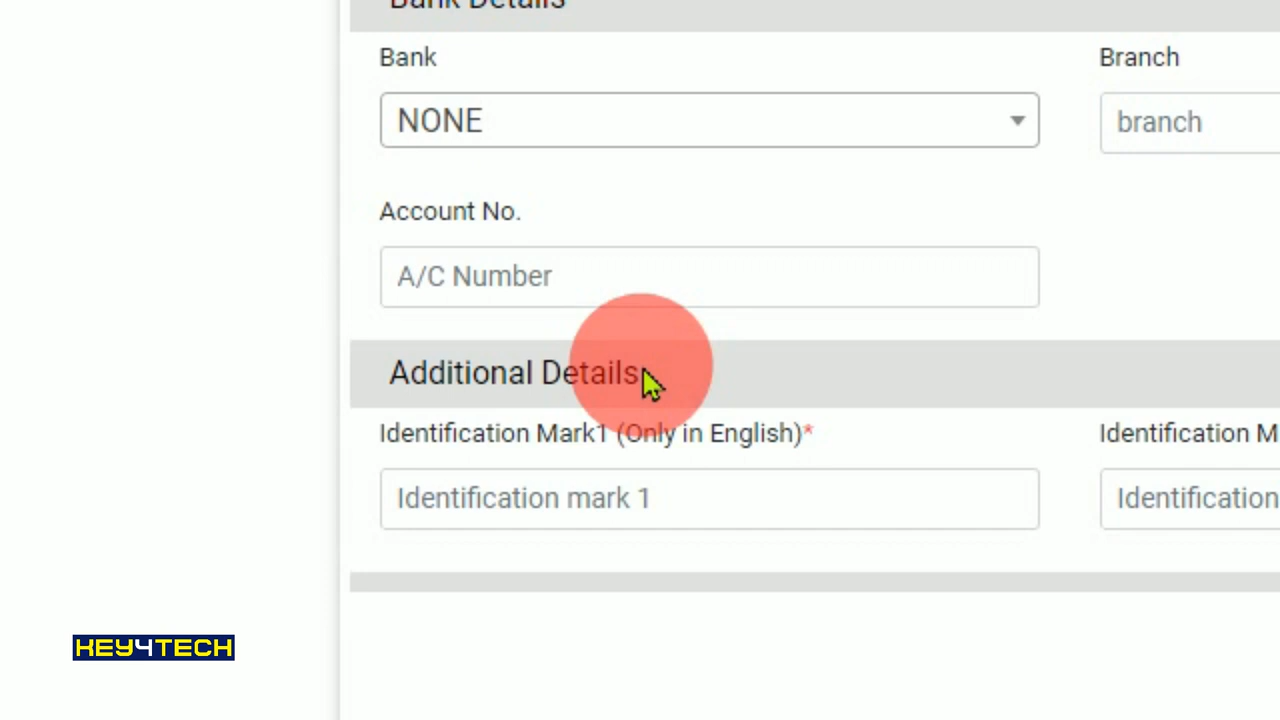 Bank Details
Bank
Branch
NONE
branch
Account No.
A/C Number
Additional Details
Identification Mark1 (Only in English)*
Identification M
Identification mark 1
Identification
KEY4TECH